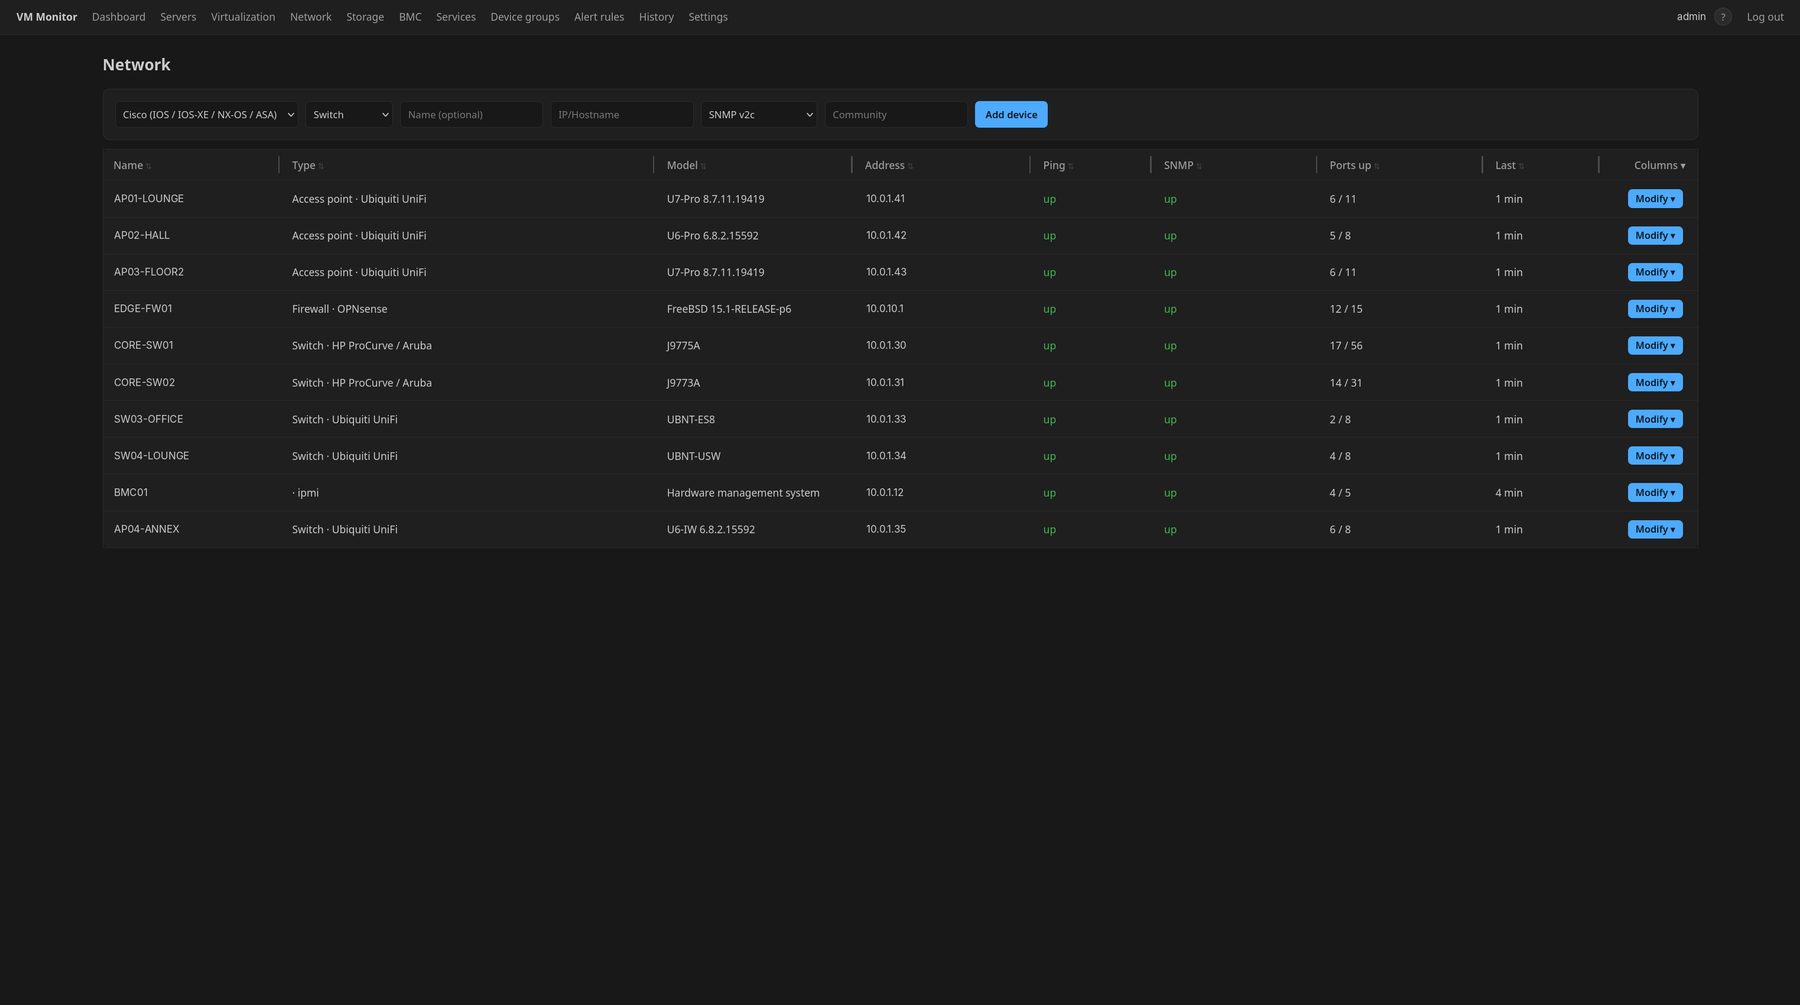 VM Monitor Dashboard Servers Virtualization Network Storage BMC Services Device groups Alert rules History Settings admin ? Log out
Network
Cisco (IOS / IOS-XE / NX-OS / ASA) Switch Name (optional) IP/Hostname SNMP v2c Community Add device
Name ⇅ Type ⇅ Model ⇅ Address ⇅ Ping ⇅ SNMP ⇅ Ports up ⇅ Last ⇅ Columns ▾
AP01-LOUNGE Access point · Ubiquiti UniFi U7-Pro 8.7.11.19419 10.0.1.41 up up 6 / 11 1 min Modify ▾
AP02-HALL Access point · Ubiquiti UniFi U6-Pro 6.8.2.15592 10.0.1.42 up up 5 / 8 1 min Modify ▾
AP03-FLOOR2 Access point · Ubiquiti UniFi U7-Pro 8.7.11.19419 10.0.1.43 up up 6 / 11 1 min Modify ▾
EDGE-FW01 Firewall · OPNsense FreeBSD 15.1-RELEASE-p6 10.0.10.1 up up 12 / 15 1 min Modify ▾
CORE-SW01 Switch · HP ProCurve / Aruba J9775A 10.0.1.30 up up 17 / 56 1 min Modify ▾
CORE-SW02 Switch · HP ProCurve / Aruba J9773A 10.0.1.31 up up 14 / 31 1 min Modify ▾
SW03-OFFICE Switch · Ubiquiti UniFi UBNT-ES8 10.0.1.33 up up 2 / 8 1 min Modify ▾
SW04-LOUNGE Switch · Ubiquiti UniFi UBNT-USW 10.0.1.34 up up 4 / 8 1 min Modify ▾
BMC01 · ipmi Hardware management system 10.0.1.12 up up 4 / 5 4 min Modify ▾
AP04-ANNEX Switch · Ubiquiti UniFi U6-IW 6.8.2.15592 10.0.1.35 up up 6 / 8 1 min Modify ▾